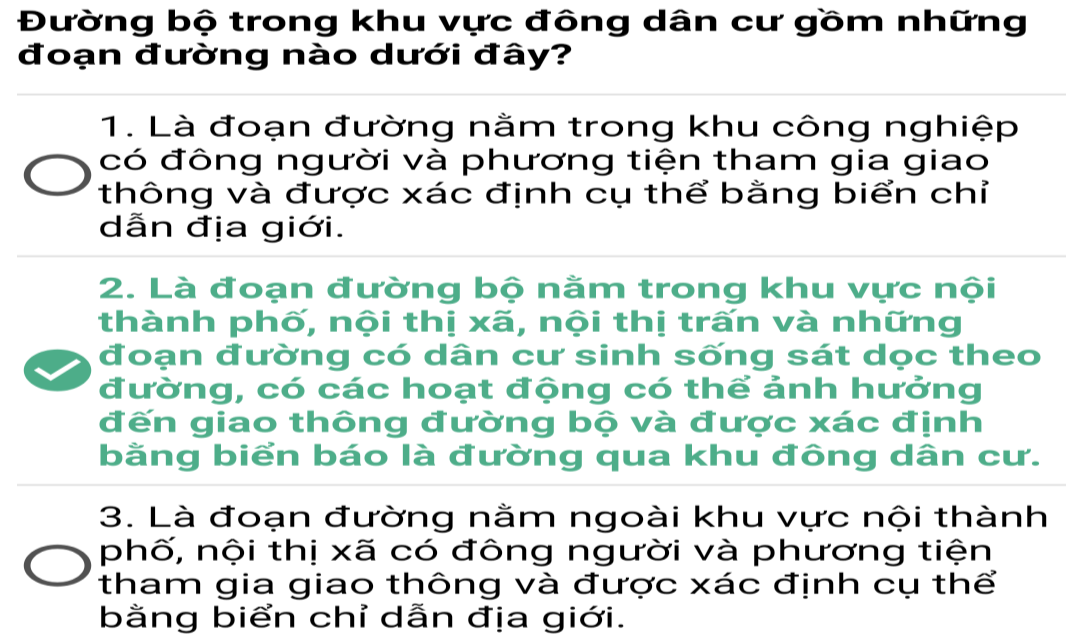 Đường bộ trong khu vực đông dân cư gồm những
đoạn đường nào dưới đây?
1. Là đoạn đường nằm trong khu công nghiệp
có đông người và phương tiện tham gia giao
thông và được xác định cụ thể bằng biển chỉ
dẫn địa giới.
2. Là đoạn đường bộ nằm trong khu vực nội
thành phố, nội thị xã, nội thị trấn và những
đoạn đường có dân cư sinh sống sát dọc theo
đường, có các hoạt động có thể ảnh hưởng
đến giao thông đường bộ và được xác định
bằng biển báo là đường qua khu đông dân cư.
3. Là đoạn đường nằm ngoài khu vực nội thành
phố, nội thị xã có đông người và phương tiện
tham gia giao thông và được xác định cụ thể
bằng biển chỉ dẫn địa giới.